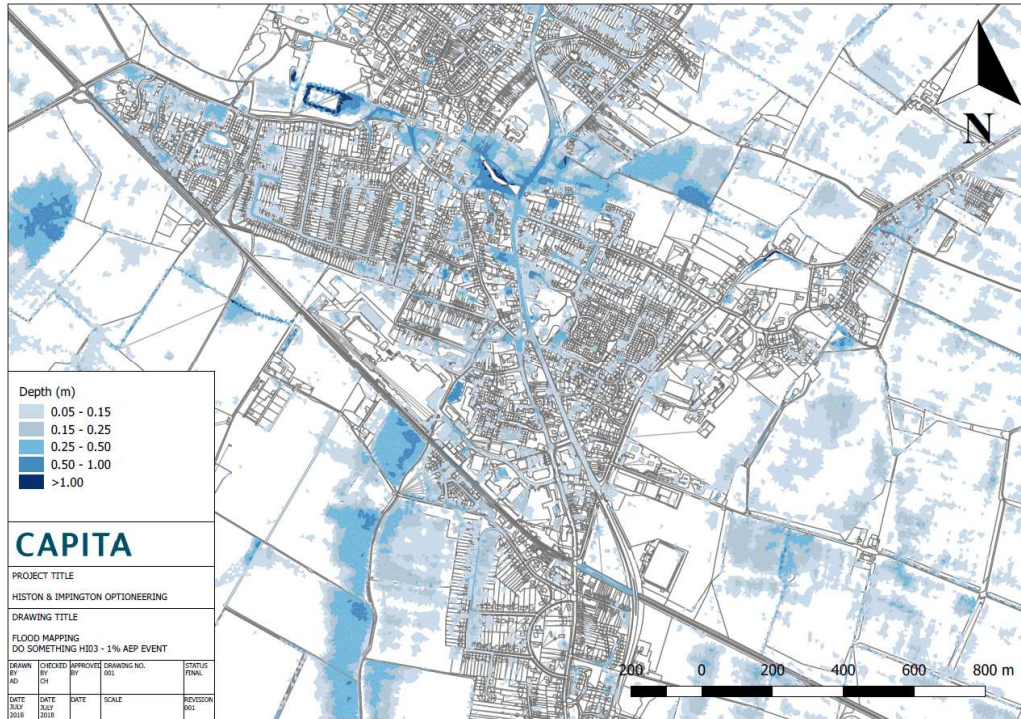 N
Depth (m)
0.05 - 0.15
0.15 - 0.25
0.25 - 0.50
0.50 - 1.00
>1.00
CAPITA
PROJECT TITLE
HISTON & IMPINGTON OPTIONEERING
DRAWING TITLE
FLOOD MAPPING
DO SOMETHING HI03 - 1% AEP EVENT
DRAWN BY AD
CHECKED BY CH
APPROVED BY
DRAWING NO. 001
STATUS FINAL
DATE JULY 2018
DATE JULY 2018
DATE
SCALE
REVISION 001
200 0 200 400 600 800 m